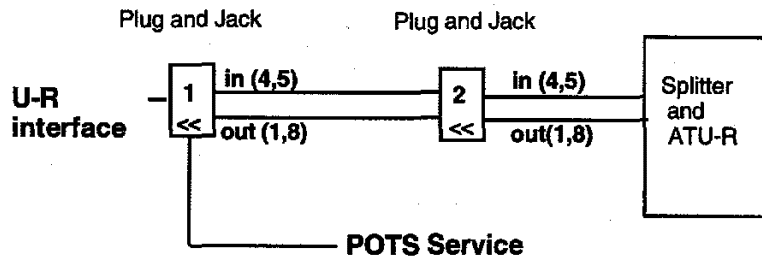 Plug and Jack
Plug and Jack
U-R
interface
1
<<
in (4,5)
out (1,8)
2
<<
in (4,5)
out(1,8)
Splitter
and
ATU-R
POTS Service